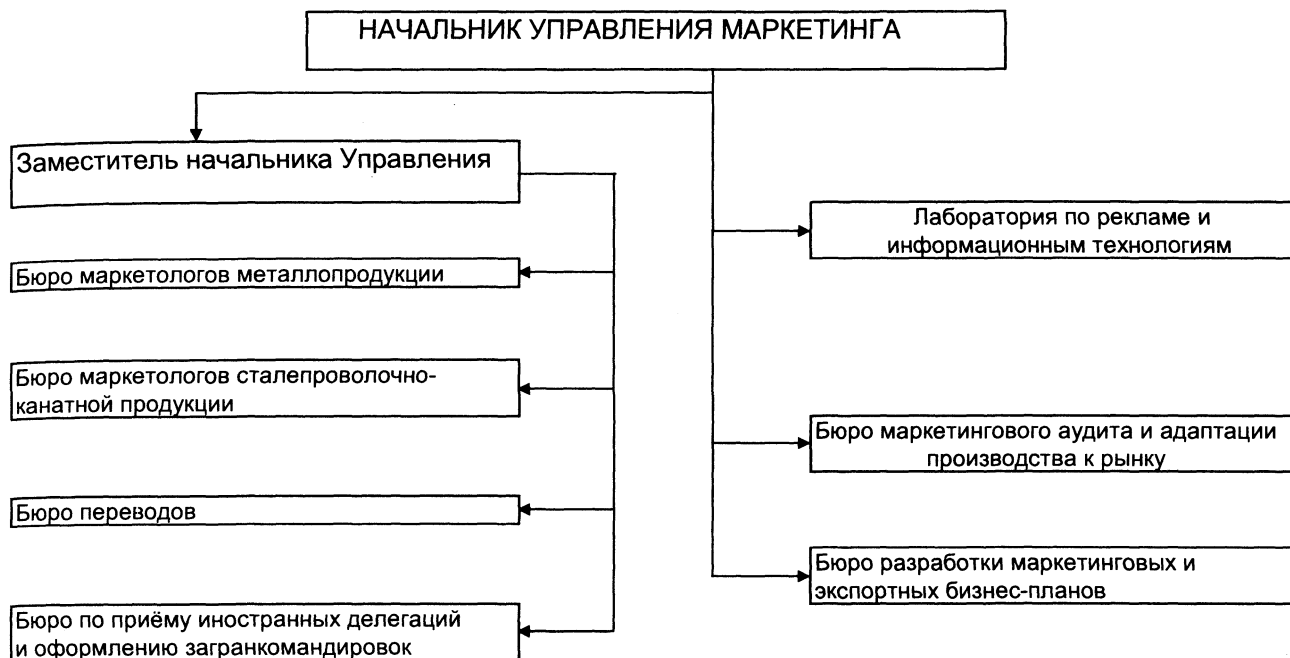 НАЧАЛЬНИК УПРАВЛЕНИЯ МАРКЕТИНГА
Заместитель начальника Управления
Бюро маркетологов металлопродукции
Бюро маркетологов сталепроволочно-
канатной продукции
Бюро переводов
Бюро по приёму иностранных делегаций
и оформлению загранкомандировок
Лаборатория по рекламе и
информационным технологиям
Бюро маркетингового аудита и адаптации
производства к рынку
Бюро разработки маркетинговых и
экспортных бизнес-планов